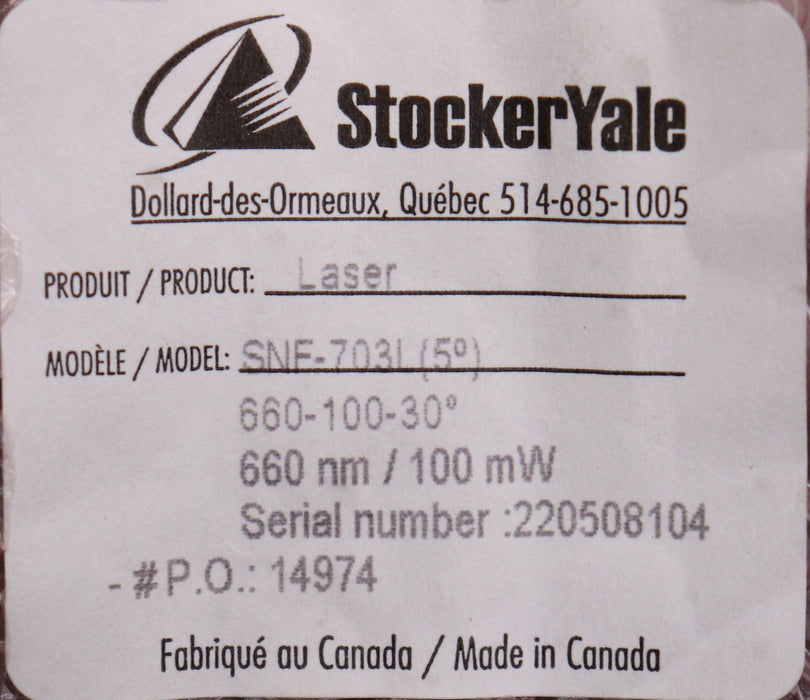 StockerYale
Dollard-des-Ormeaux, Québec 514-685-1005
PRODUIT / PRODUCT: Laser
MODÈLE / MODEL: SNF-703L(5º)
660-100-30°
660 nm / 100 mW
Serial number :220508104
- #P.O.: 14974
Fabriqué au Canada / Made in Canada